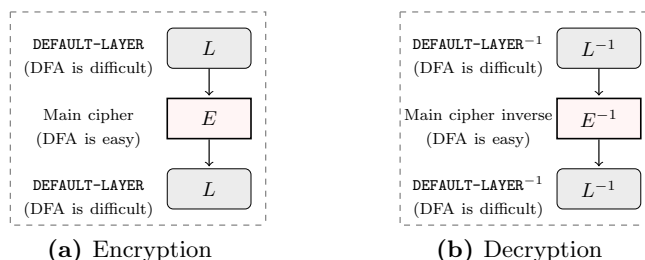 DEFAULT-LAYER
(DFA is difficult)
L
Main cipher
(DFA is easy)
E
DEFAULT-LAYER
(DFA is difficult)
L
(a) Encryption
DEFAULT-LAYER⁻¹
(DFA is difficult)
L⁻¹
Main cipher inverse
(DFA is easy)
E⁻¹
DEFAULT-LAYER⁻¹
(DFA is difficult)
L⁻¹
(b) Decryption